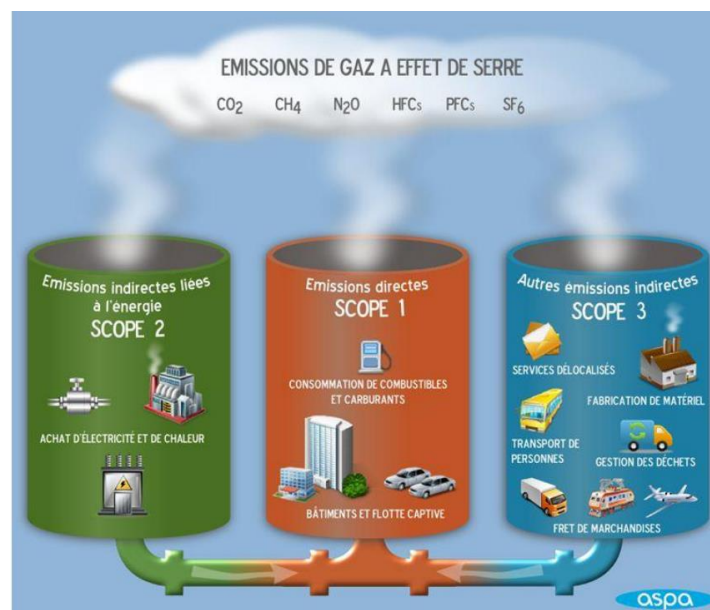 EMISSIONS DE GAZ A EFFET DE SERRE
CO2 CH4 N2O HFCs PFCs SF6
Emissions indirectes liées
à l'énergie
SCOPE 2
ACHAT D'ÉLECTRICITÉ ET DE CHALEUR
Emissions directes
SCOPE 1
CONSOMMATION DE COMBUSTIBLES
ET CARBURANTS
BÂTIMENTS ET FLOTTE CAPTIVE
Autres émissions indirectes
SCOPE 3
SERVICES DÉLOCALISÉS
FABRICATION DE MATÉRIEL
TRANSPORT DE
PERSONNES
GESTION DES DÉCHETS
FRET DE MARCHANDISES
aspa